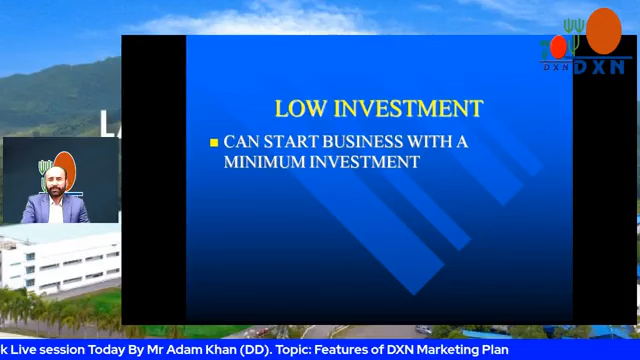 DXN
DXN
LA
LOW INVESTMENT
CAN START BUSINESS WITH A
MINIMUM INVESTMENT
k Live session Today By Mr Adam Khan (DD). Topic: Features of DXN Marketing Plan